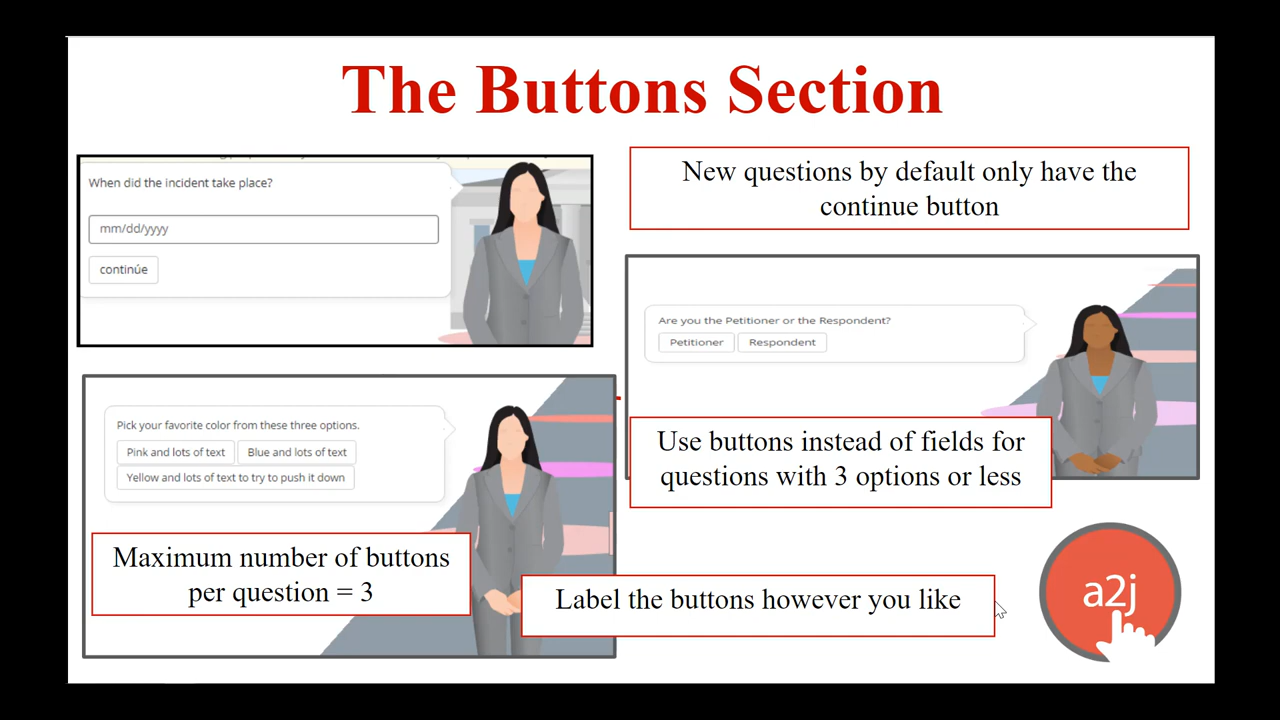 The Buttons Section
When did the incident take place?
mm/dd/yyyy
continúe
New questions by default only have the
continue button
Are you the Petitioner or the Respondent?
Petitioner
Respondent
Use buttons instead of fields for
questions with 3 options or less
Pick your favorite color from these three options.
Pink and lots of text
Blue and lots of text
Yellow and lots of text to try to push it down
Maximum number of buttons
per question = 3
Label the buttons however you like
a2j